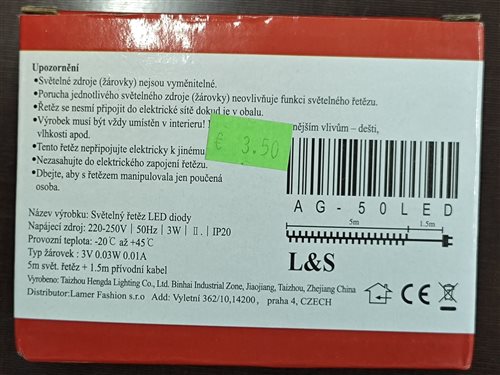 Upozornění
•Světelné zdroje (žárovky) nejsou vyměnitelné.
•Porucha jednotlivého světelného zdroje (žárovky) neovlivňuje funkci světelného řetězu.
•Řetěz se nesmí připojit do elektrické sítě dokud je v obalu.
•Výrobek musí být vždy umístěn v interieru! nějším vlivům – dešti,
vlhkosti apod.
•Tento řetěz nepřipojujte elektricky k jinému
•Nezasahujte do elektrického zapojení řetězu.
•Dbejte, aby s řetězem manipulovala jen poučená
osoba.
€ 3.50
AG-50LED
5m 1.5m
L&S
Název výrobku: Světelný řetěz LED diody
Napájecí zdroj: 220-250V | 50Hz | 3W | II. | IP20
Provozní teplota: -20°C až +45°C
Typ žárovek: 3V 0.03W 0.01A
5m svět. řetěz + 1.5m přívodní kabel
Vyrobeno: Taizhou Hengda Lighting Co., Ltd. Binhai Industrial Zone, Jiaojiang, Taizhou, Zhejiang China
Distributor:Lamer Fashion s.r.o Add: Vyletní 362/10,14200, praha 4, CZECH
CE